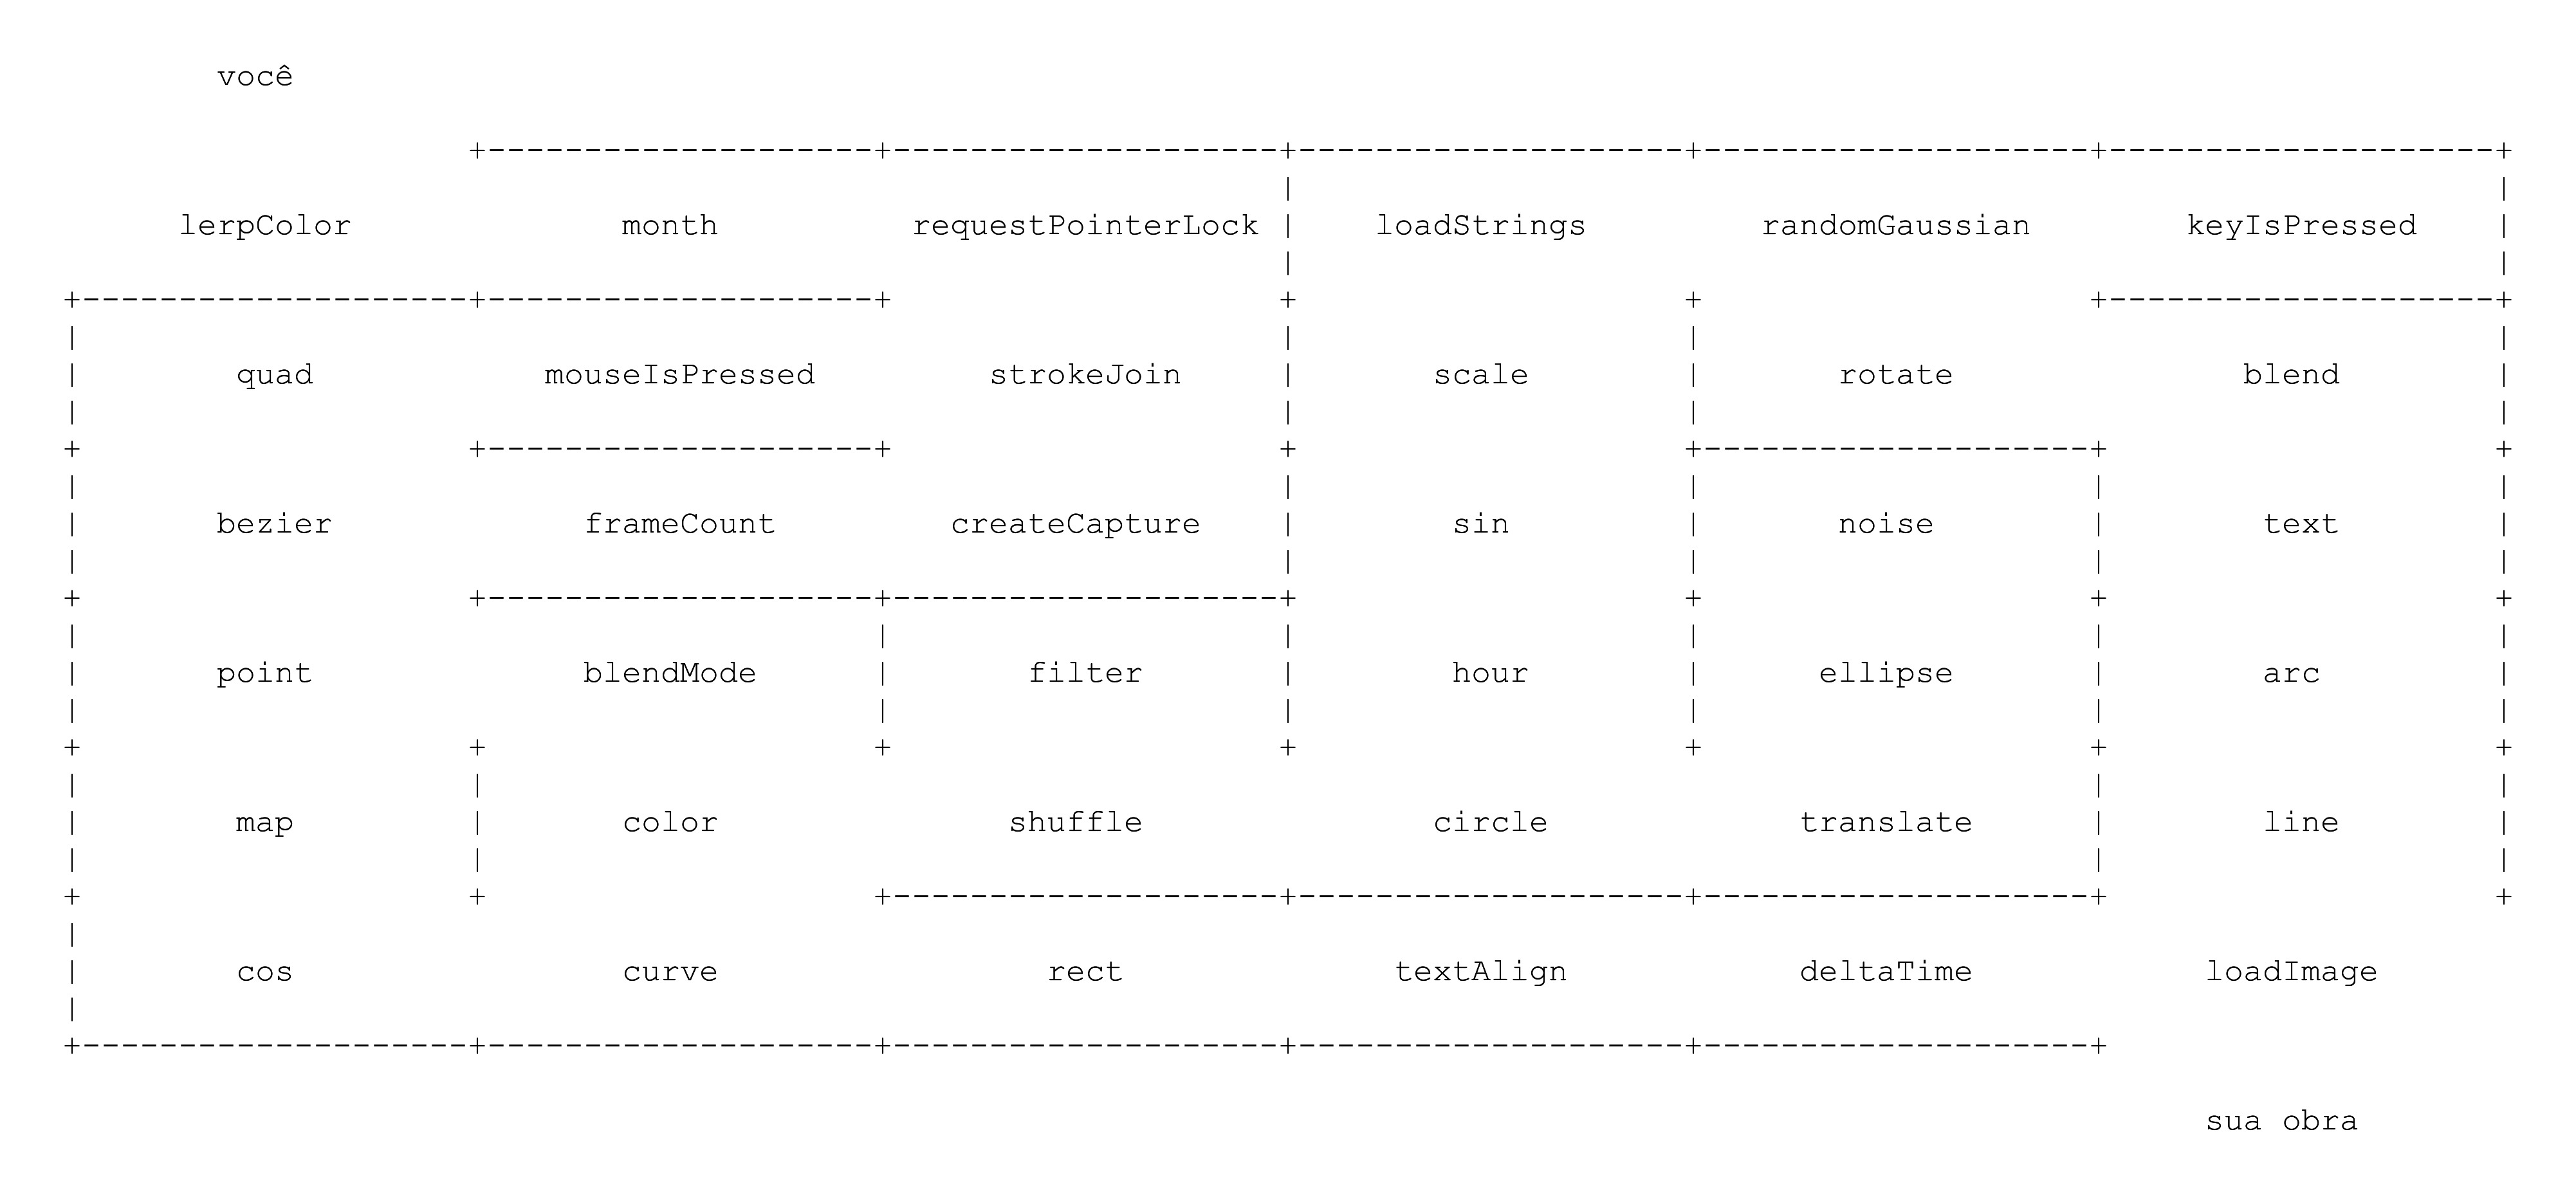 você
lerpColor month requestPointerLock loadStrings randomGaussian keyIsPressed
quad mouseIsPressed strokeJoin scale rotate blend
bezier frameCount createCapture sin noise text
point blendMode filter hour ellipse arc
map color shuffle circle translate line
cos curve rect textAlign deltaTime loadImage
sua obra